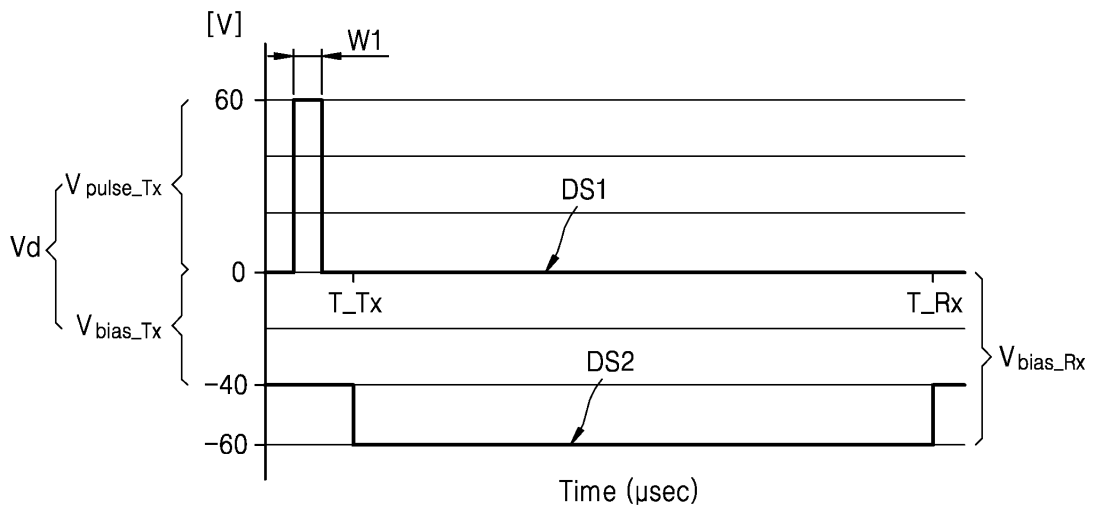 [V]
W1
60
V pulse_Tx
DS1
Vd
0
T_Tx
T_Rx
V bias_Tx
DS2
V bias_Rx
-40
-60
Time (μsec)